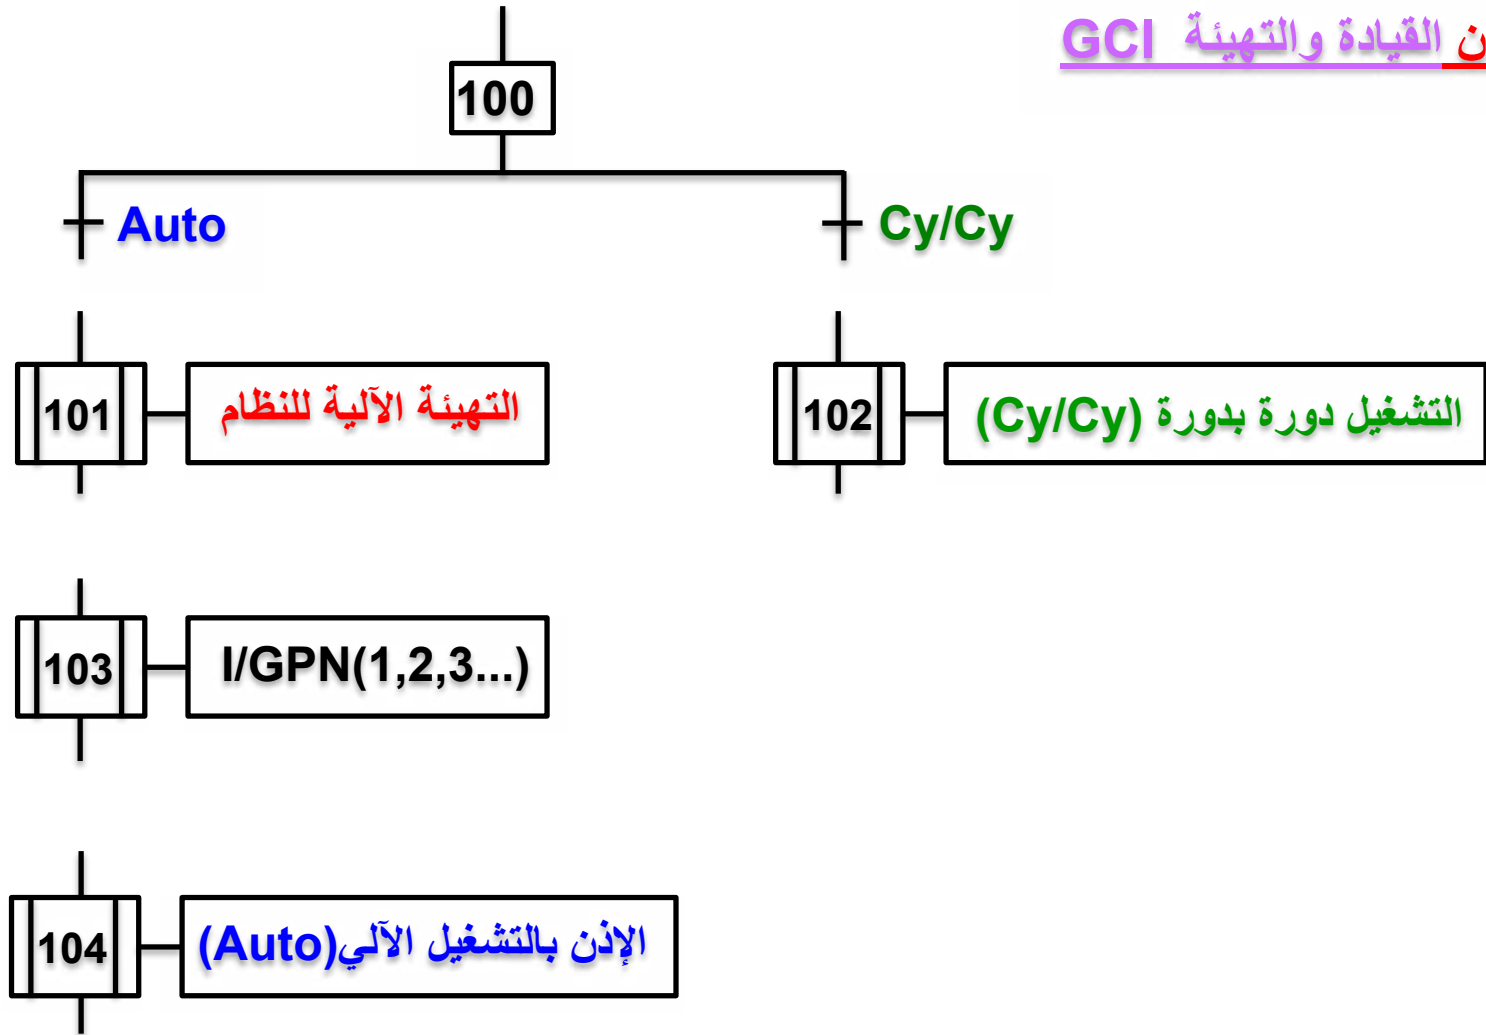 القيادة والتهيئة GCI
100
Auto
Cy/Cy
101
التهيئة الآلية للنظام
102
التشغيل دورة بدورة (Cy/Cy)
103
I/GPN(1,2,3...)
104
الإذن بالتشغيل الآلي(Auto)